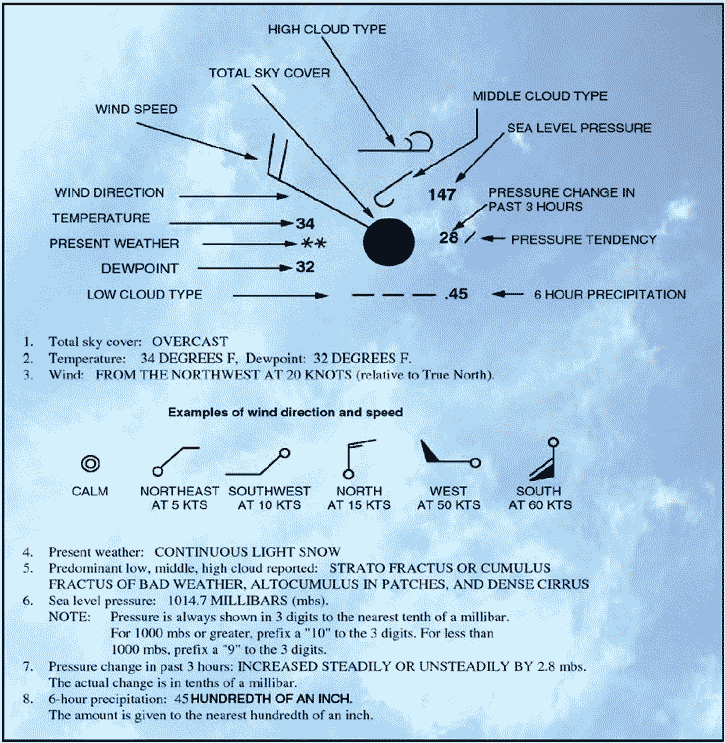 HIGH CLOUD TYPE
TOTAL SKY COVER
MIDDLE CLOUD TYPE
WIND SPEED
SEA LEVEL PRESSURE
WIND DIRECTION
147
PRESSURE CHANGE IN
PAST 3 HOURS
TEMPERATURE
34
PRESENT WEATHER
**
28
PRESSURE TENDENCY
DEWPOINT
32
LOW CLOUD TYPE
.45
6 HOUR PRECIPITATION
1. Total sky cover: OVERCAST
2. Temperature: 34 DEGREES F, Dewpoint: 32 DEGREES F.
3. Wind: FROM THE NORTHWEST AT 20 KNOTS (relative to True North).
Examples of wind direction and speed
CALM
NORTHEAST
AT 5 KTS
SOUTHWEST
AT 10 KTS
NORTH
AT 15 KTS
WEST
AT 50 KTS
SOUTH
AT 60 KTS
4. Present weather: CONTINUOUS LIGHT SNOW
5. Predominant low, middle, high cloud reported: STRATO FRACTUS OR CUMULUS
FRACTUS OF BAD WEATHER, ALTOCUMULUS IN PATCHES, AND DENSE CIRRUS
6. Sea level pressure: 1014.7 MILLIBARS (mbs).
NOTE: Pressure is always shown in 3 digits to the nearest tenth of a millibar.
For 1000 mbs or greater, prefix a "10" to the 3 digits. For less than
1000 mbs, prefix a "9" to the 3 digits.
7. Pressure change in past 3 hours: INCREASED STEADILY OR UNSTEADILY BY 2.8 mbs.
The actual change is in tenths of a millibar.
8. 6-hour precipitation: 45 HUNDREDTH OF AN INCH.
The amount is given to the nearest hundredth of an inch.